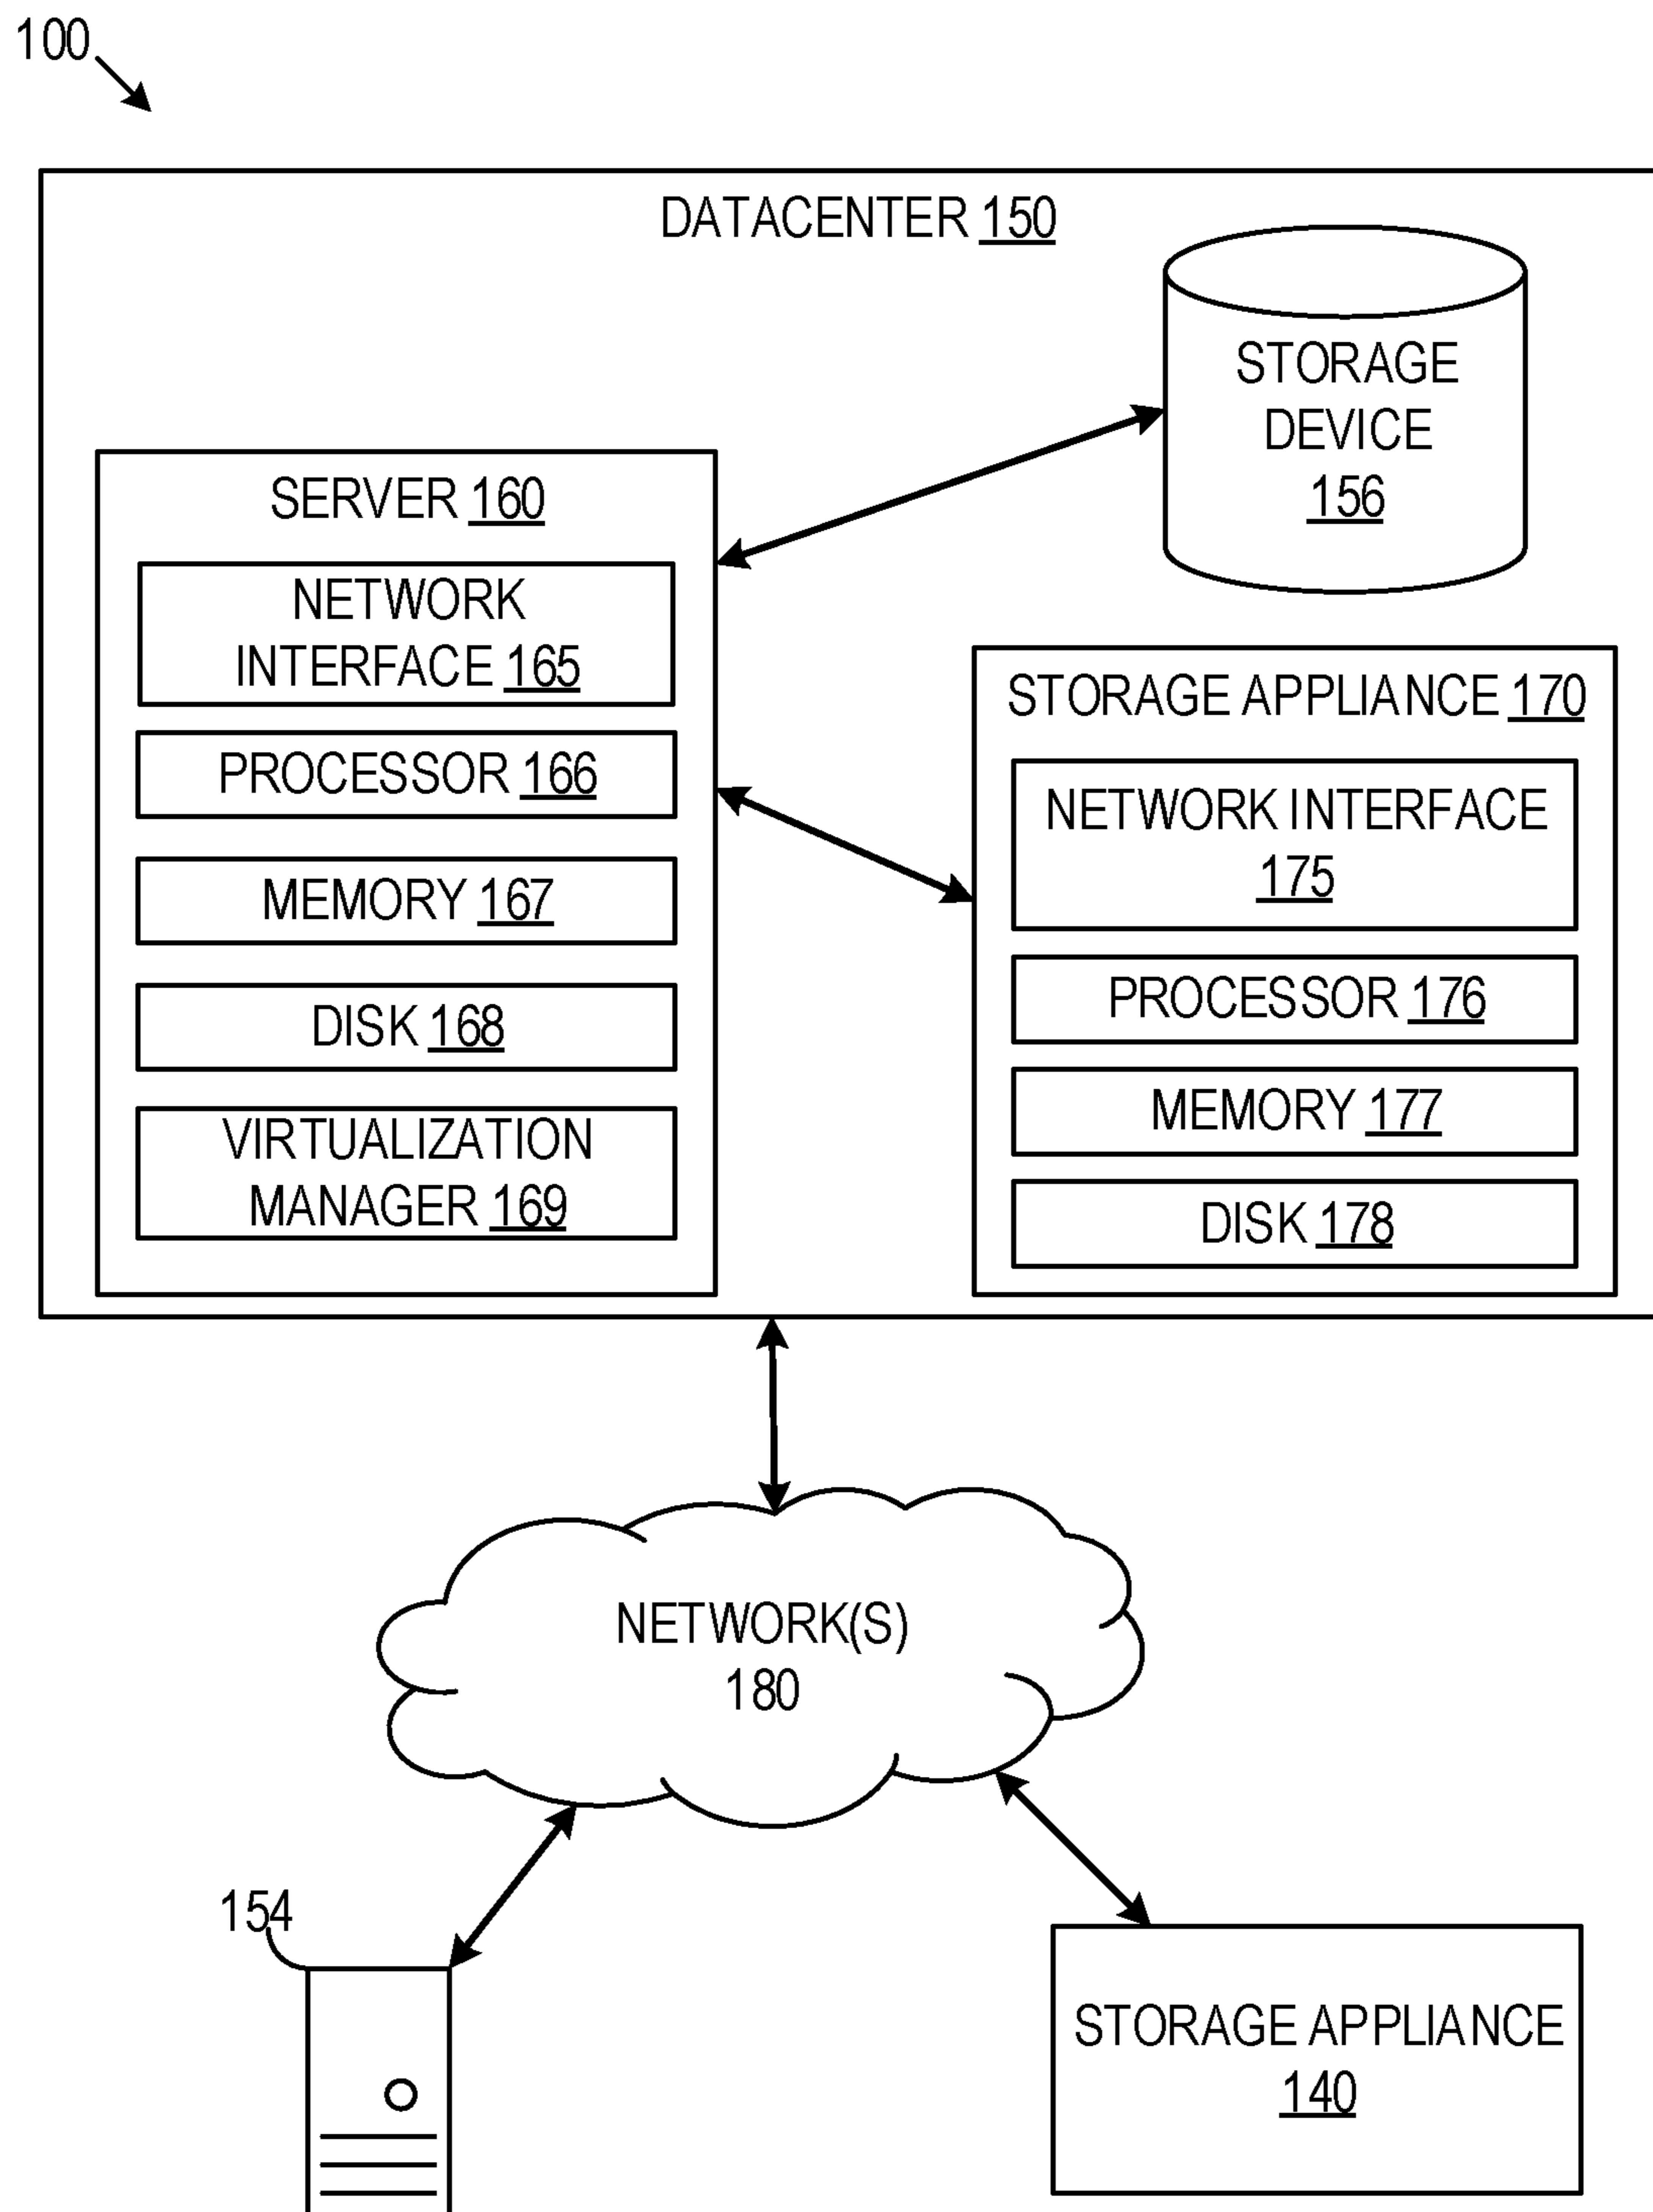 100
DATACENTER 150
STORAGE
DEVICE
156
SERVER 160
NETWORK
INTERFACE 165
PROCESSOR 166
MEMORY 167
DISK 168
VIRTUALIZATION
MANAGER 169
STORAGE APPLIANCE 170
NETWORK INTERFACE
175
PROCESSOR 176
MEMORY 177
DISK 178
NETWORK(S)
180
154
STORAGE APPLIANCE
140